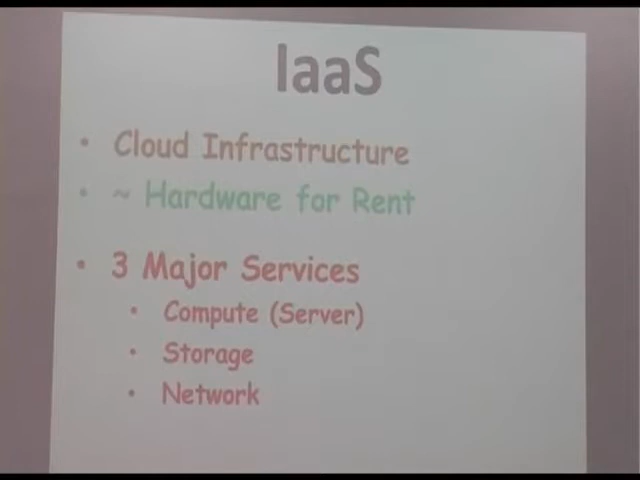 IaaS
• Cloud Infrastructure
• ~ Hardware for Rent
• 3 Major Services
• Compute (Server)
• Storage
• Network